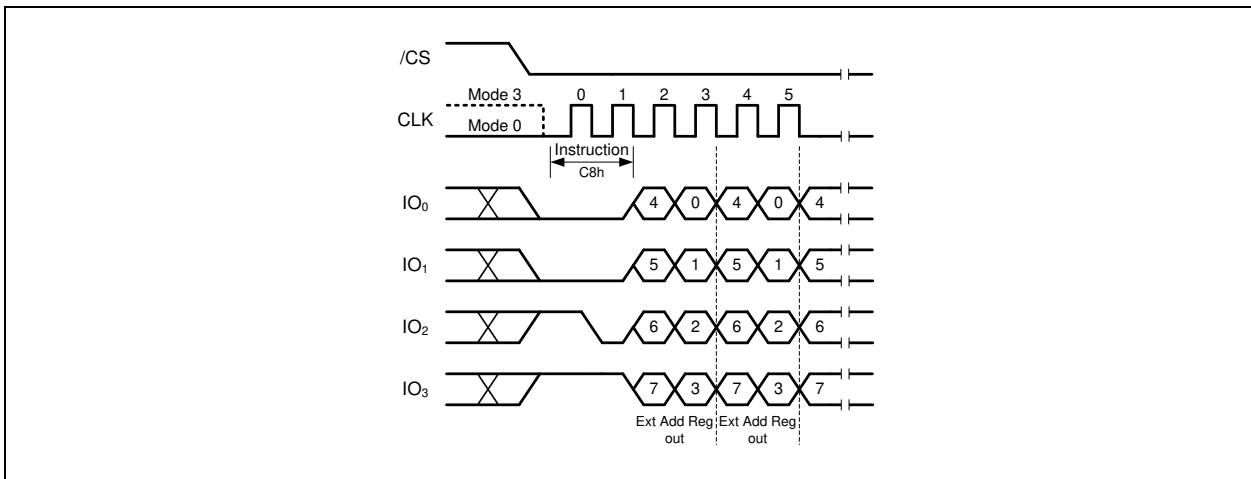 /CS
Mode 3 0 1 2 3 4 5
CLK
Mode 0
Instruction
C8h
IO₀ 4 0 4 0 4
IO₁ 5 1 5 1 5
IO₂ 6 2 6 2 6
IO₃ 7 3 7 3 7
Ext Add Reg Ext Add Reg
out out